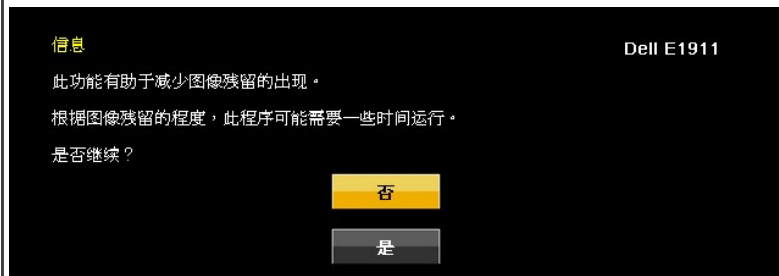 信息
Dell E1911
此功能有助于减少图像残留的出现。
根据图像残留的程度，此程序可能需要一些时间运行。
是否继续？
否
是